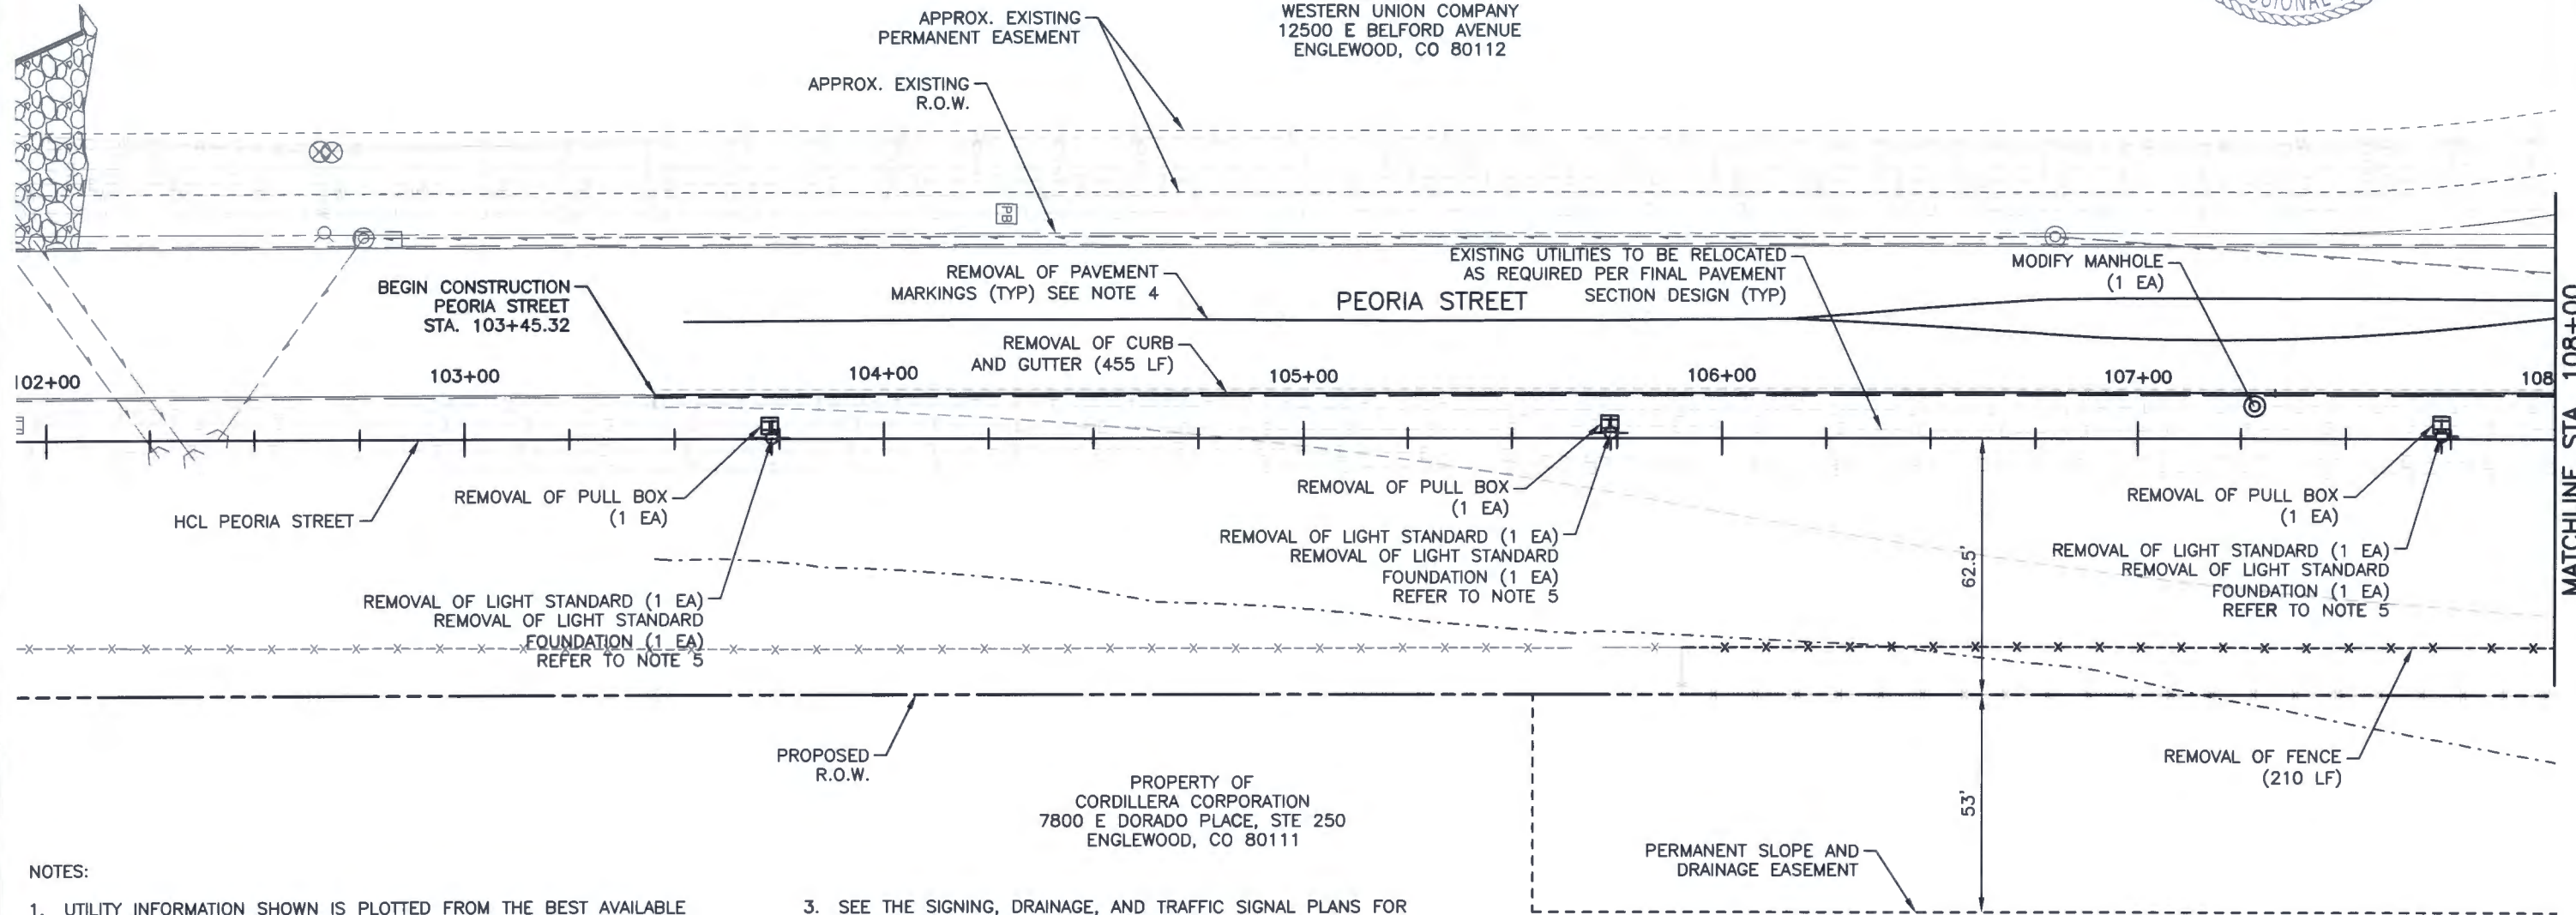 SIONAL
APPROX. EXISTING
PERMANENT EASEMENT
WESTERN UNION COMPANY
12500 E BELFORD AVENUE
ENGLEWOOD, CO 80112
APPROX. EXISTING
R.O.W.
PB
BEGIN CONSTRUCTION
PEORIA STREET
STA. 103+45.32
REMOVAL OF PAVEMENT
MARKINGS (TYP) SEE NOTE 4
PEORIA STREET
EXISTING UTILITIES TO BE RELOCATED
AS REQUIRED PER FINAL PAVEMENT
SECTION DESIGN (TYP)
MODIFY MANHOLE
(1 EA)
REMOVAL OF CURB
AND GUTTER (455 LF)
102+00
103+00
104+00
105+00
106+00
107+00
108
MATCHLINE STA 108+00
HCL PEORIA STREET
REMOVAL OF PULL BOX
(1 EA)
REMOVAL OF LIGHT STANDARD (1 EA)
REMOVAL OF LIGHT STANDARD
FOUNDATION (1 EA)
REFER TO NOTE 5
REMOVAL OF PULL BOX
(1 EA)
REMOVAL OF LIGHT STANDARD (1 EA)
REMOVAL OF LIGHT STANDARD
FOUNDATION (1 EA)
REFER TO NOTE 5
62.5'
REMOVAL OF PULL BOX
(1 EA)
REMOVAL OF LIGHT STANDARD (1 EA)
REMOVAL OF LIGHT STANDARD
FOUNDATION (1 EA)
REFER TO NOTE 5
PROPOSED
R.O.W.
PROPERTY OF
CORDILLERA CORPORATION
7800 E DORADO PLACE, STE 250
ENGLEWOOD, CO 80111
53'
REMOVAL OF FENCE
(210 LF)
PERMANENT SLOPE AND
DRAINAGE EASEMENT
NOTES:
1. UTILITY INFORMATION SHOWN IS PLOTTED FROM THE BEST AVAILABLE
3. SEE THE SIGNING, DRAINAGE, AND TRAFFIC SIGNAL PLANS FOR